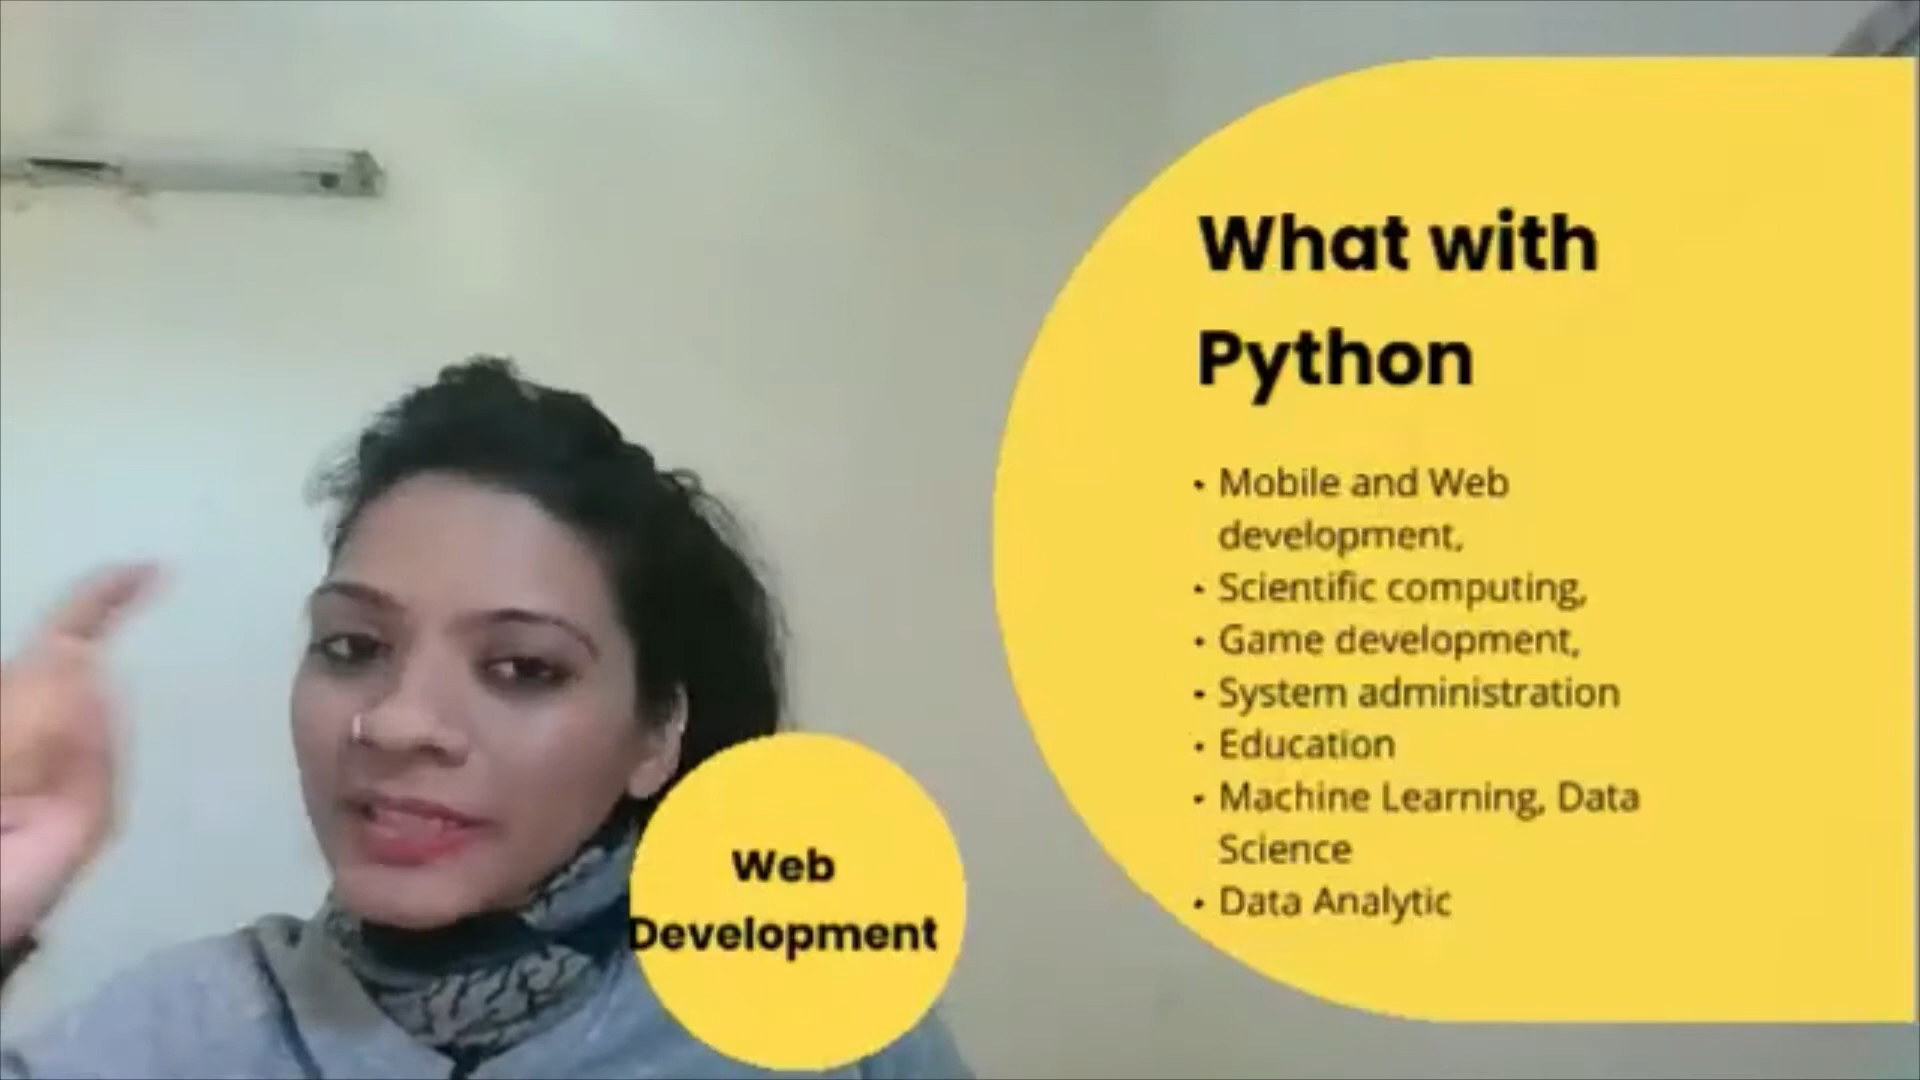 What with
Python
• Mobile and Web
development,
• Scientific computing,
• Game development,
• System administration
• Education
• Machine Learning, Data
Science
• Data Analytic
Web
Development